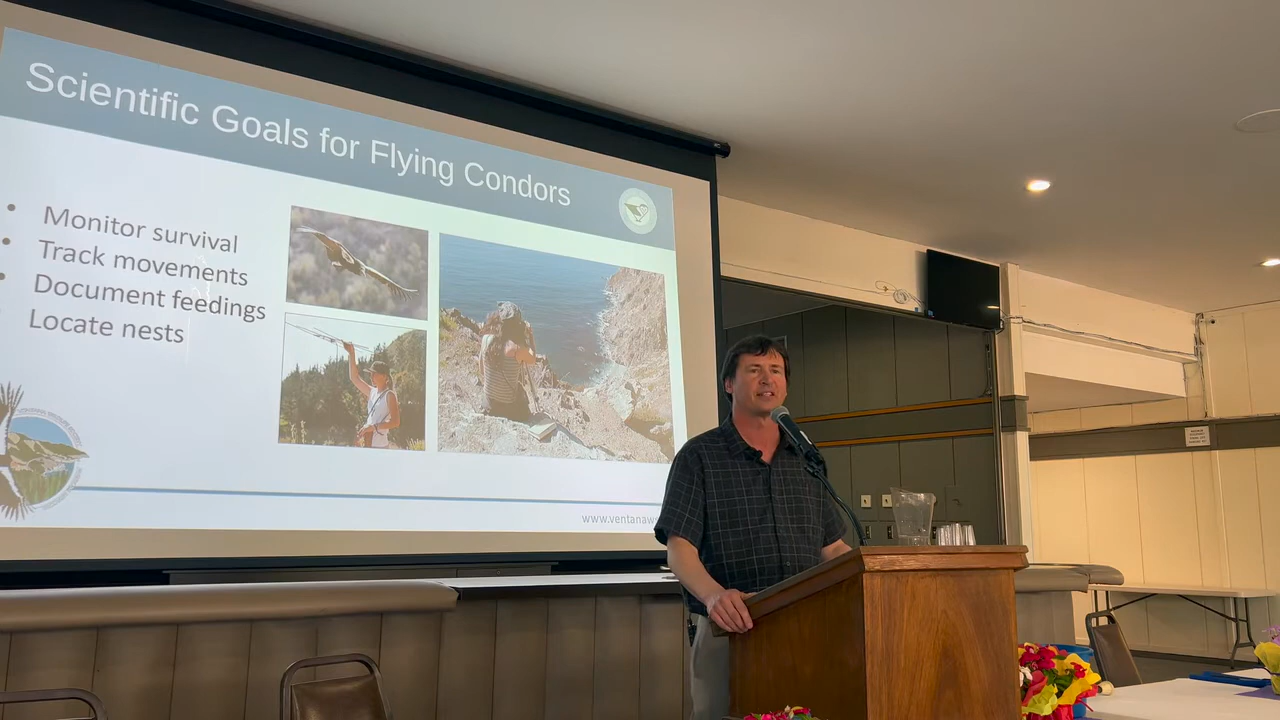 Scientific Goals for Flying Condors
Monitor survival
Track movements
Document feedings
Locate nests